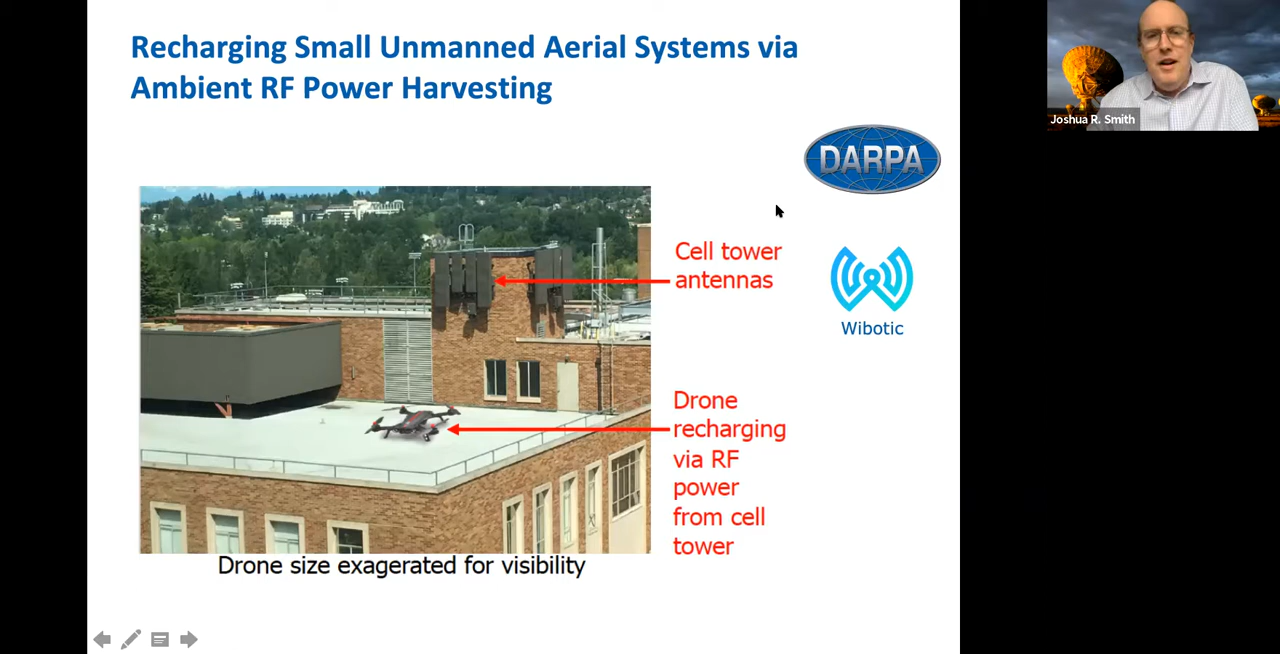 Recharging Small Unmanned Aerial Systems via
Ambient RF Power Harvesting
Joshua R. Smith
DARPA
Cell tower
antennas
Wibotic
Drone
recharging
via RF
power
from cell
tower
Drone size exagerated for visibility